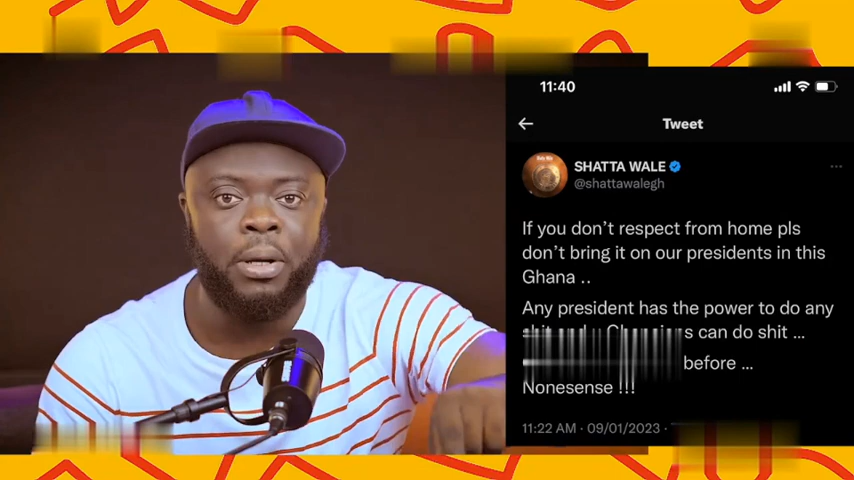 11:40
Tweet
SHATTA WALE
@shattawalegh
If you don't respect from home pls
don't bring it on our presidents in this
Ghana ..
Any president has the power to do any
can do shit ...
before ...
Nonesense !!!
11:22 AM · 09/01/2023 ·